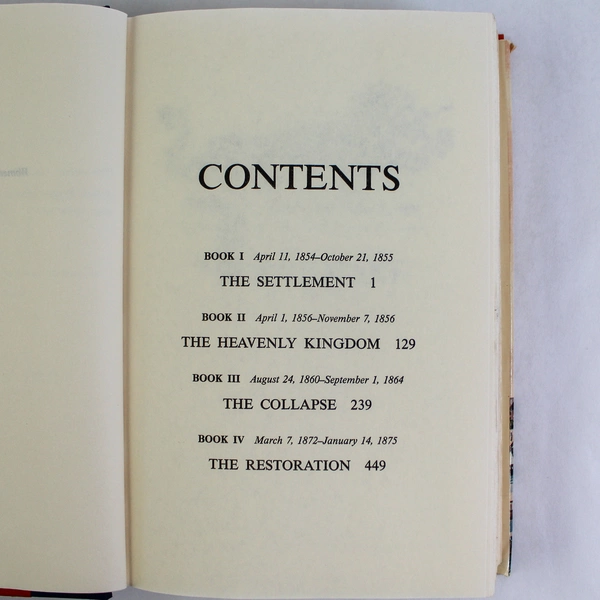 CONTENTS
BOOK I April 11, 1854–October 21, 1855
THE SETTLEMENT 1
BOOK II April 1, 1856–November 7, 1856
THE HEAVENLY KINGDOM 129
BOOK III August 24, 1860–September 1, 1864
THE COLLAPSE 239
BOOK IV March 7, 1872–January 14, 1875
THE RESTORATION 449